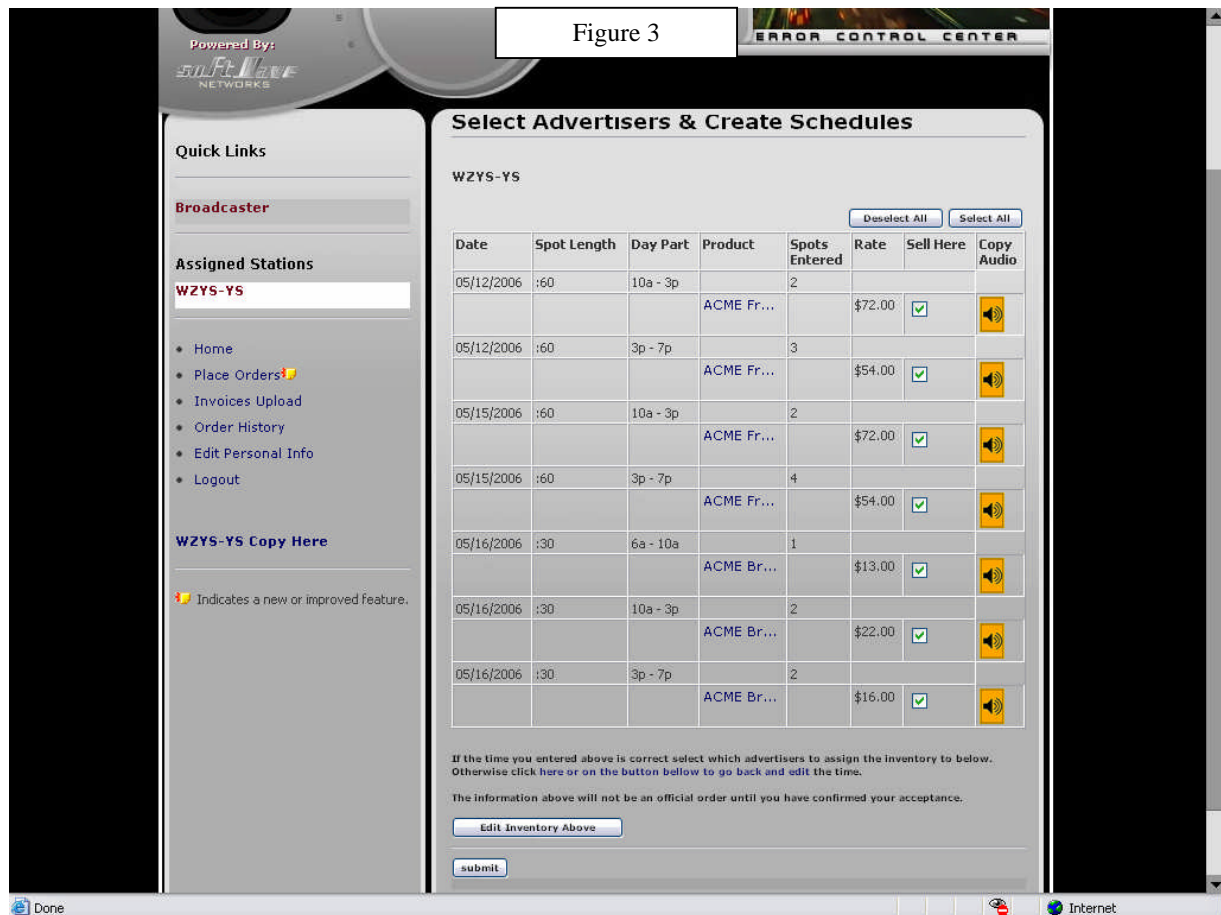 Figure 3
ERROR CONTROL CENTER
Powered By:
softWave
NETWORKS
Quick Links
Broadcaster
Assigned Stations
WZYS-YS
Home
Place Orders
Invoices Upload
Order History
Edit Personal Info
Logout
WZYS-YS Copy Here
Indicates a new or improved feature.
Select Advertisers & Create Schedules
WZYS-YS
Deselect All Select All
Date Spot Length Day Part Product Spots Entered Rate Sell Here Copy Audio
05/12/2006 :60 10a - 3p 2
ACME Fr... $72.00
05/12/2006 :60 3p - 7p 3
ACME Fr... $54.00
05/15/2006 :60 10a - 3p 2
ACME Fr... $72.00
05/15/2006 :60 3p - 7p 4
ACME Fr... $54.00
05/16/2006 :30 6a - 10a 1
ACME Br... $13.00
05/16/2006 :30 10a - 3p 2
ACME Br... $22.00
05/16/2006 :30 3p - 7p 2
ACME Br... $16.00
If the time you entered above is correct select which advertisers to assign the inventory to below.
Otherwise click here or on the button bellow to go back and edit the time.
The information above will not be an official order until you have confirmed your acceptance.
Edit Inventory Above
submit
Done
Internet